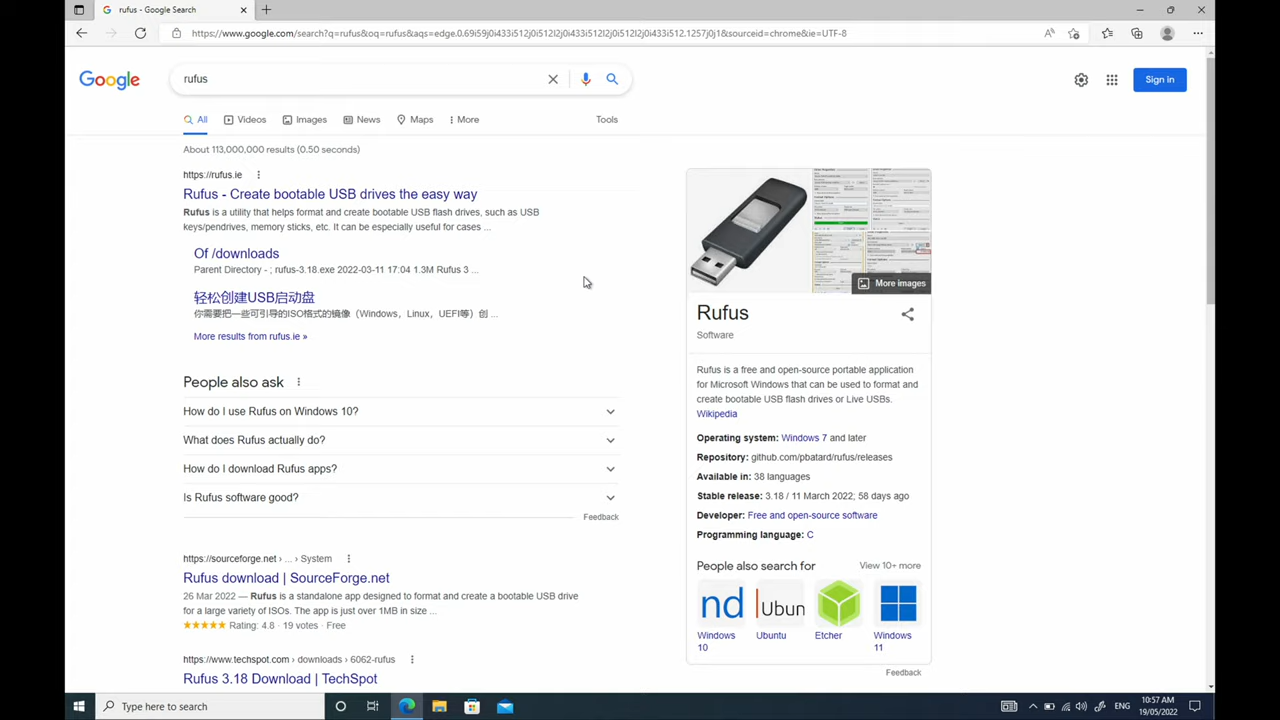 rufus - Google Search
https://www.google.com/search?q=rufus&oq=rufus&aqs=edge.0.69i59j0i433i512j0i512l2j0i433i512l3j0i512j0i433i512.1257j0j1&sourceid=chrome&ie=UTF-8
Google
rufus
Sign in
All
Videos
Images
News
Maps
More
Tools
About 113,000,000 results (0.50 seconds)
https://rufus.ie
Create bootable USB drives the easy way
Rufus is a utility that helps format and create bootable USB flash drives, such as USB
keys/pendrives, memory sticks, etc. It can be especially useful for cases ...
Of /downloads
Parent Directory - ; rufus-3.18.exe 2022-03-11 17:04 1.3M Rufus 3 ...
轻松创建USB启动盘
你需要把一些可引导的ISO格式的镜像（Windows，Linux，UEFI等）创 ...
More results from rufus.ie »
People also ask
How do I use Rufus on Windows 10?
What does Rufus actually do?
How do I download Rufus apps?
Is Rufus software good?
Feedback
https://sourceforge.net › ... › System
Rufus download | SourceForge.net
26 Mar 2022 — Rufus is a standalone app designed to format and create a bootable USB drive
for a large variety of ISOs. The app is just over 1MB in size ...
Rating: 4.8 · 19 votes · Free
https://www.techspot.com › downloads › 6062-rufus
Rufus 3.18 Download | TechSpot
More images
Rufus
Software
Rufus is a free and open-source portable application
for Microsoft Windows that can be used to format and
create bootable USB flash drives or Live USBs.
Wikipedia
Operating system: Windows 7 and later
Repository: github.com/pbatard/rufus/releases
Available in: 38 languages
Stable release: 3.18 / 11 March 2022; 58 days ago
Developer: Free and open-source software
Programming language: C
People also search for
View 10+ more
nd
Ubun
Windows 10
Ubuntu
Etcher
Windows 11
Feedback
Type here to search
ENG
10:57 AM
19/05/2022